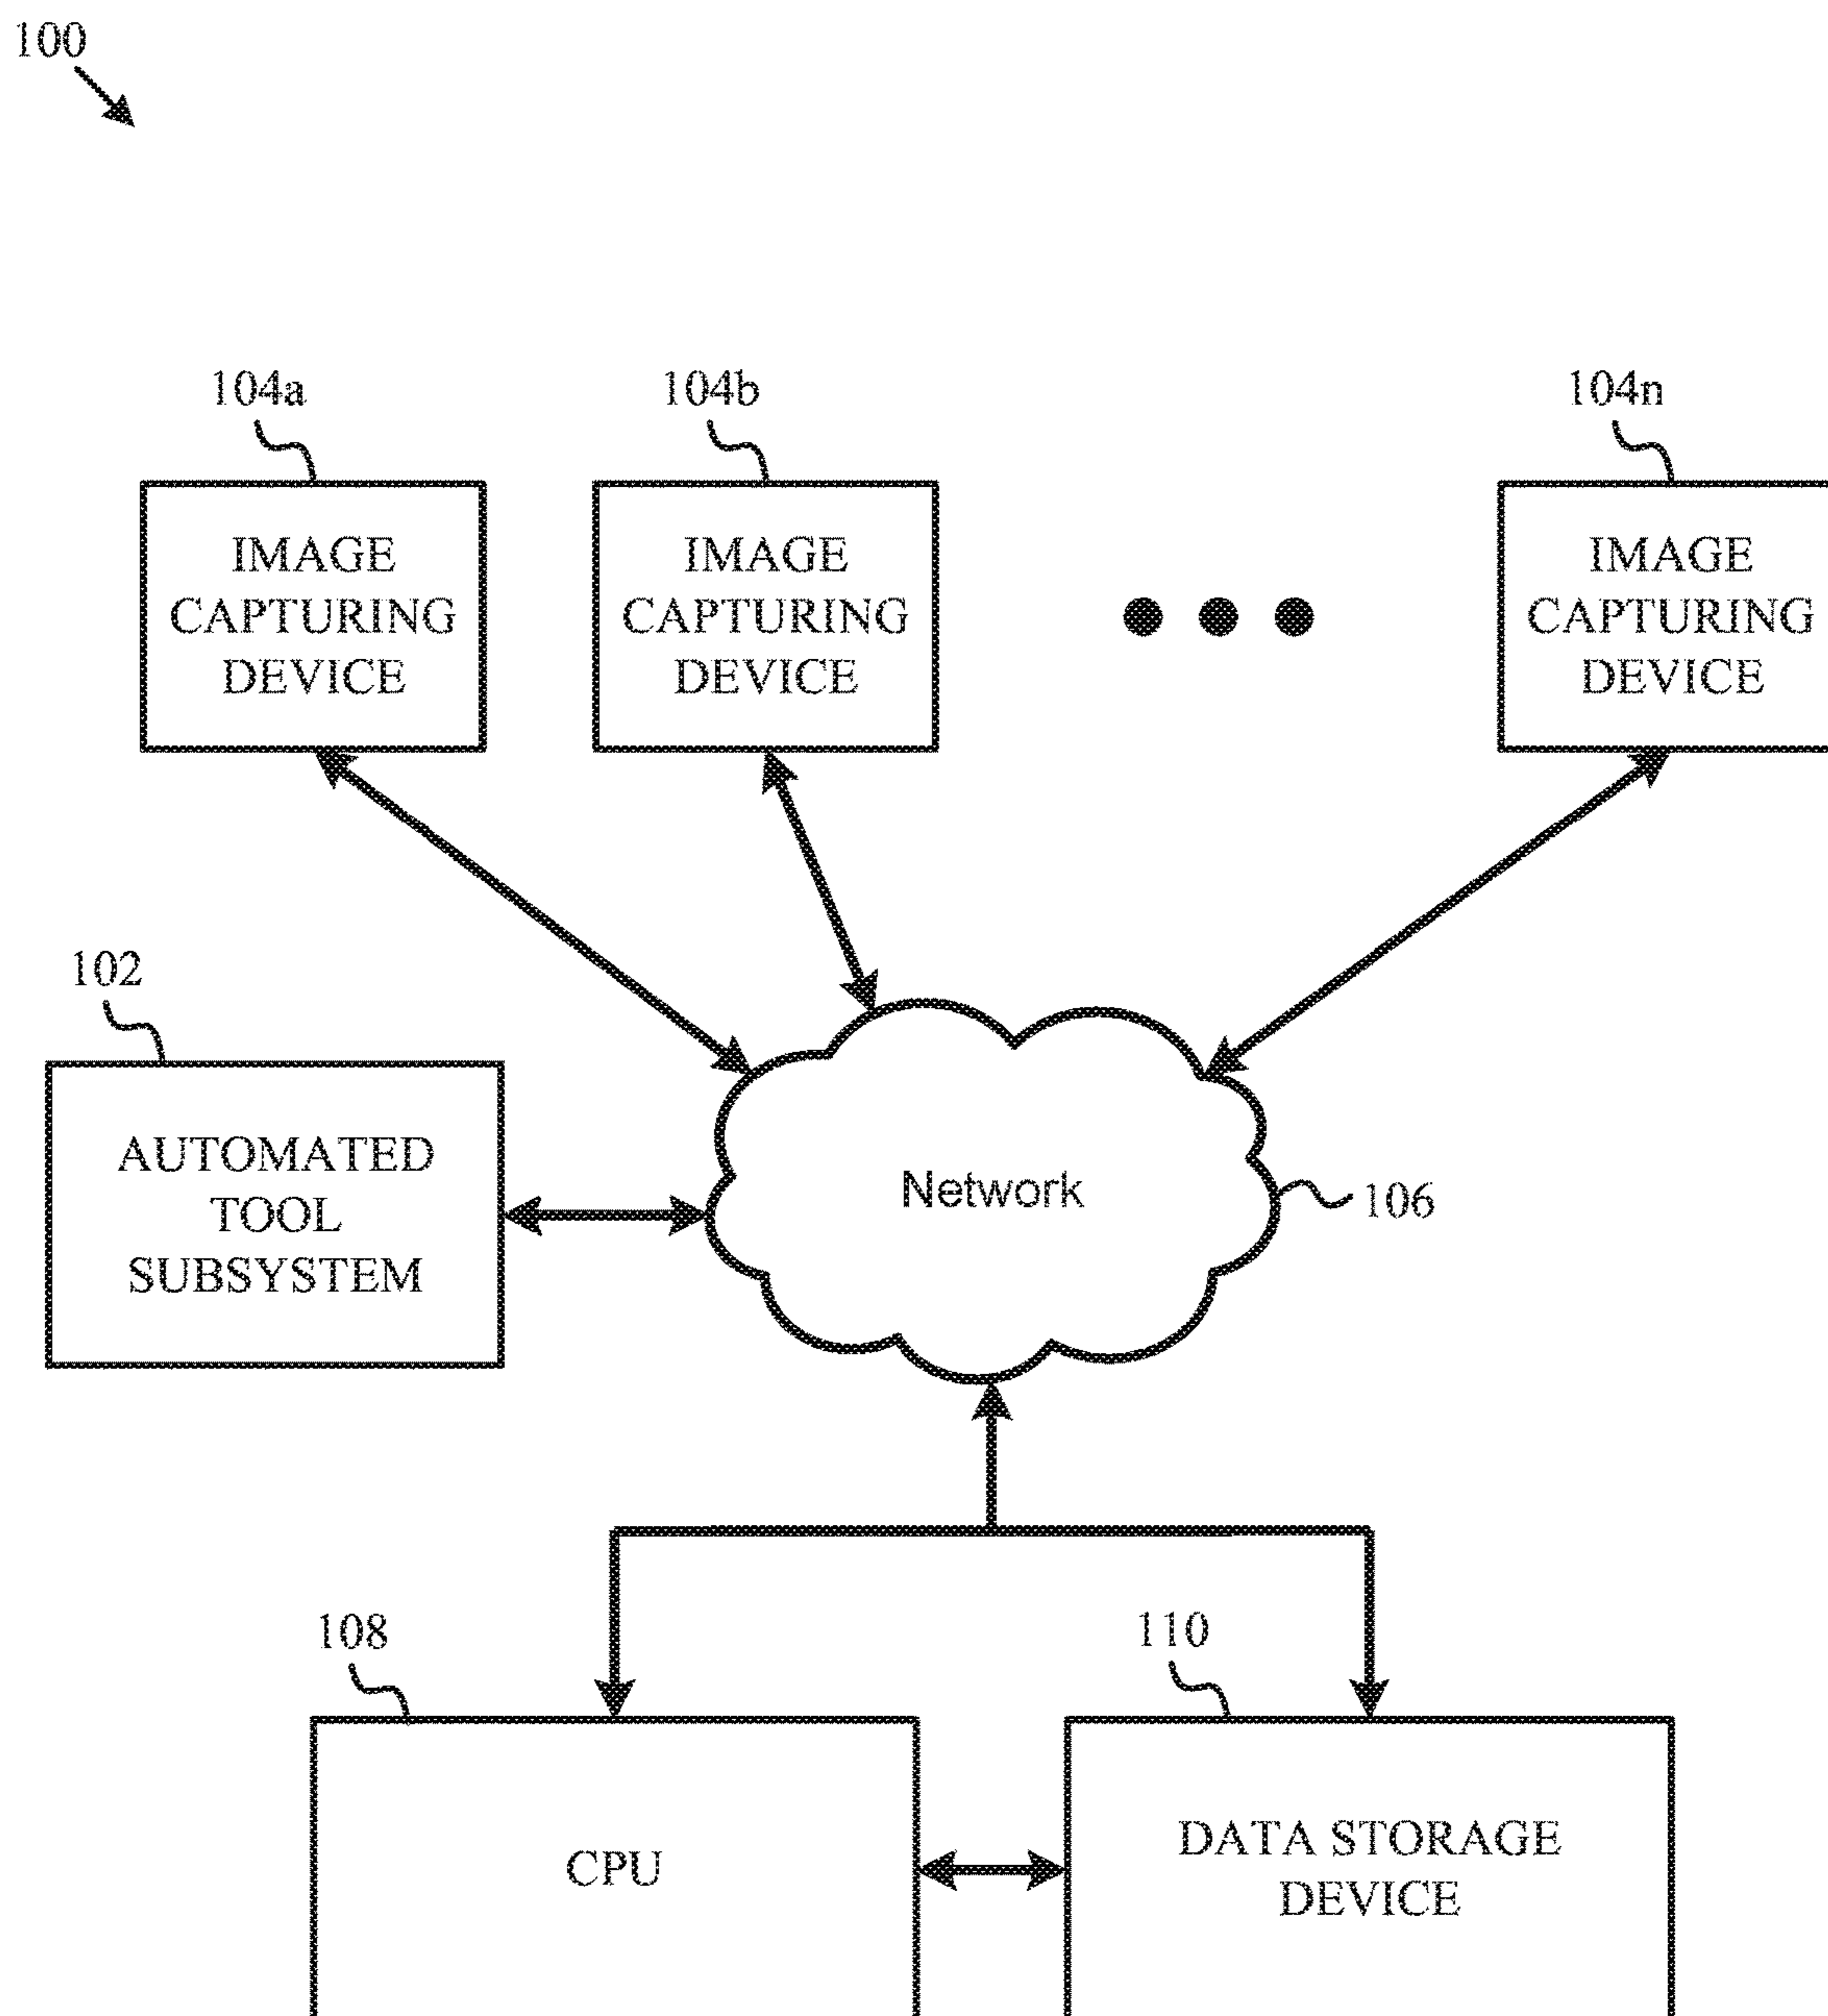 100
104a
104b
104n
IMAGE
CAPTURING
DEVICE
IMAGE
CAPTURING
DEVICE
IMAGE
CAPTURING
DEVICE
102
AUTOMATED
TOOL
SUBSYSTEM
Network
106
108
110
CPU
DATA STORAGE
DEVICE